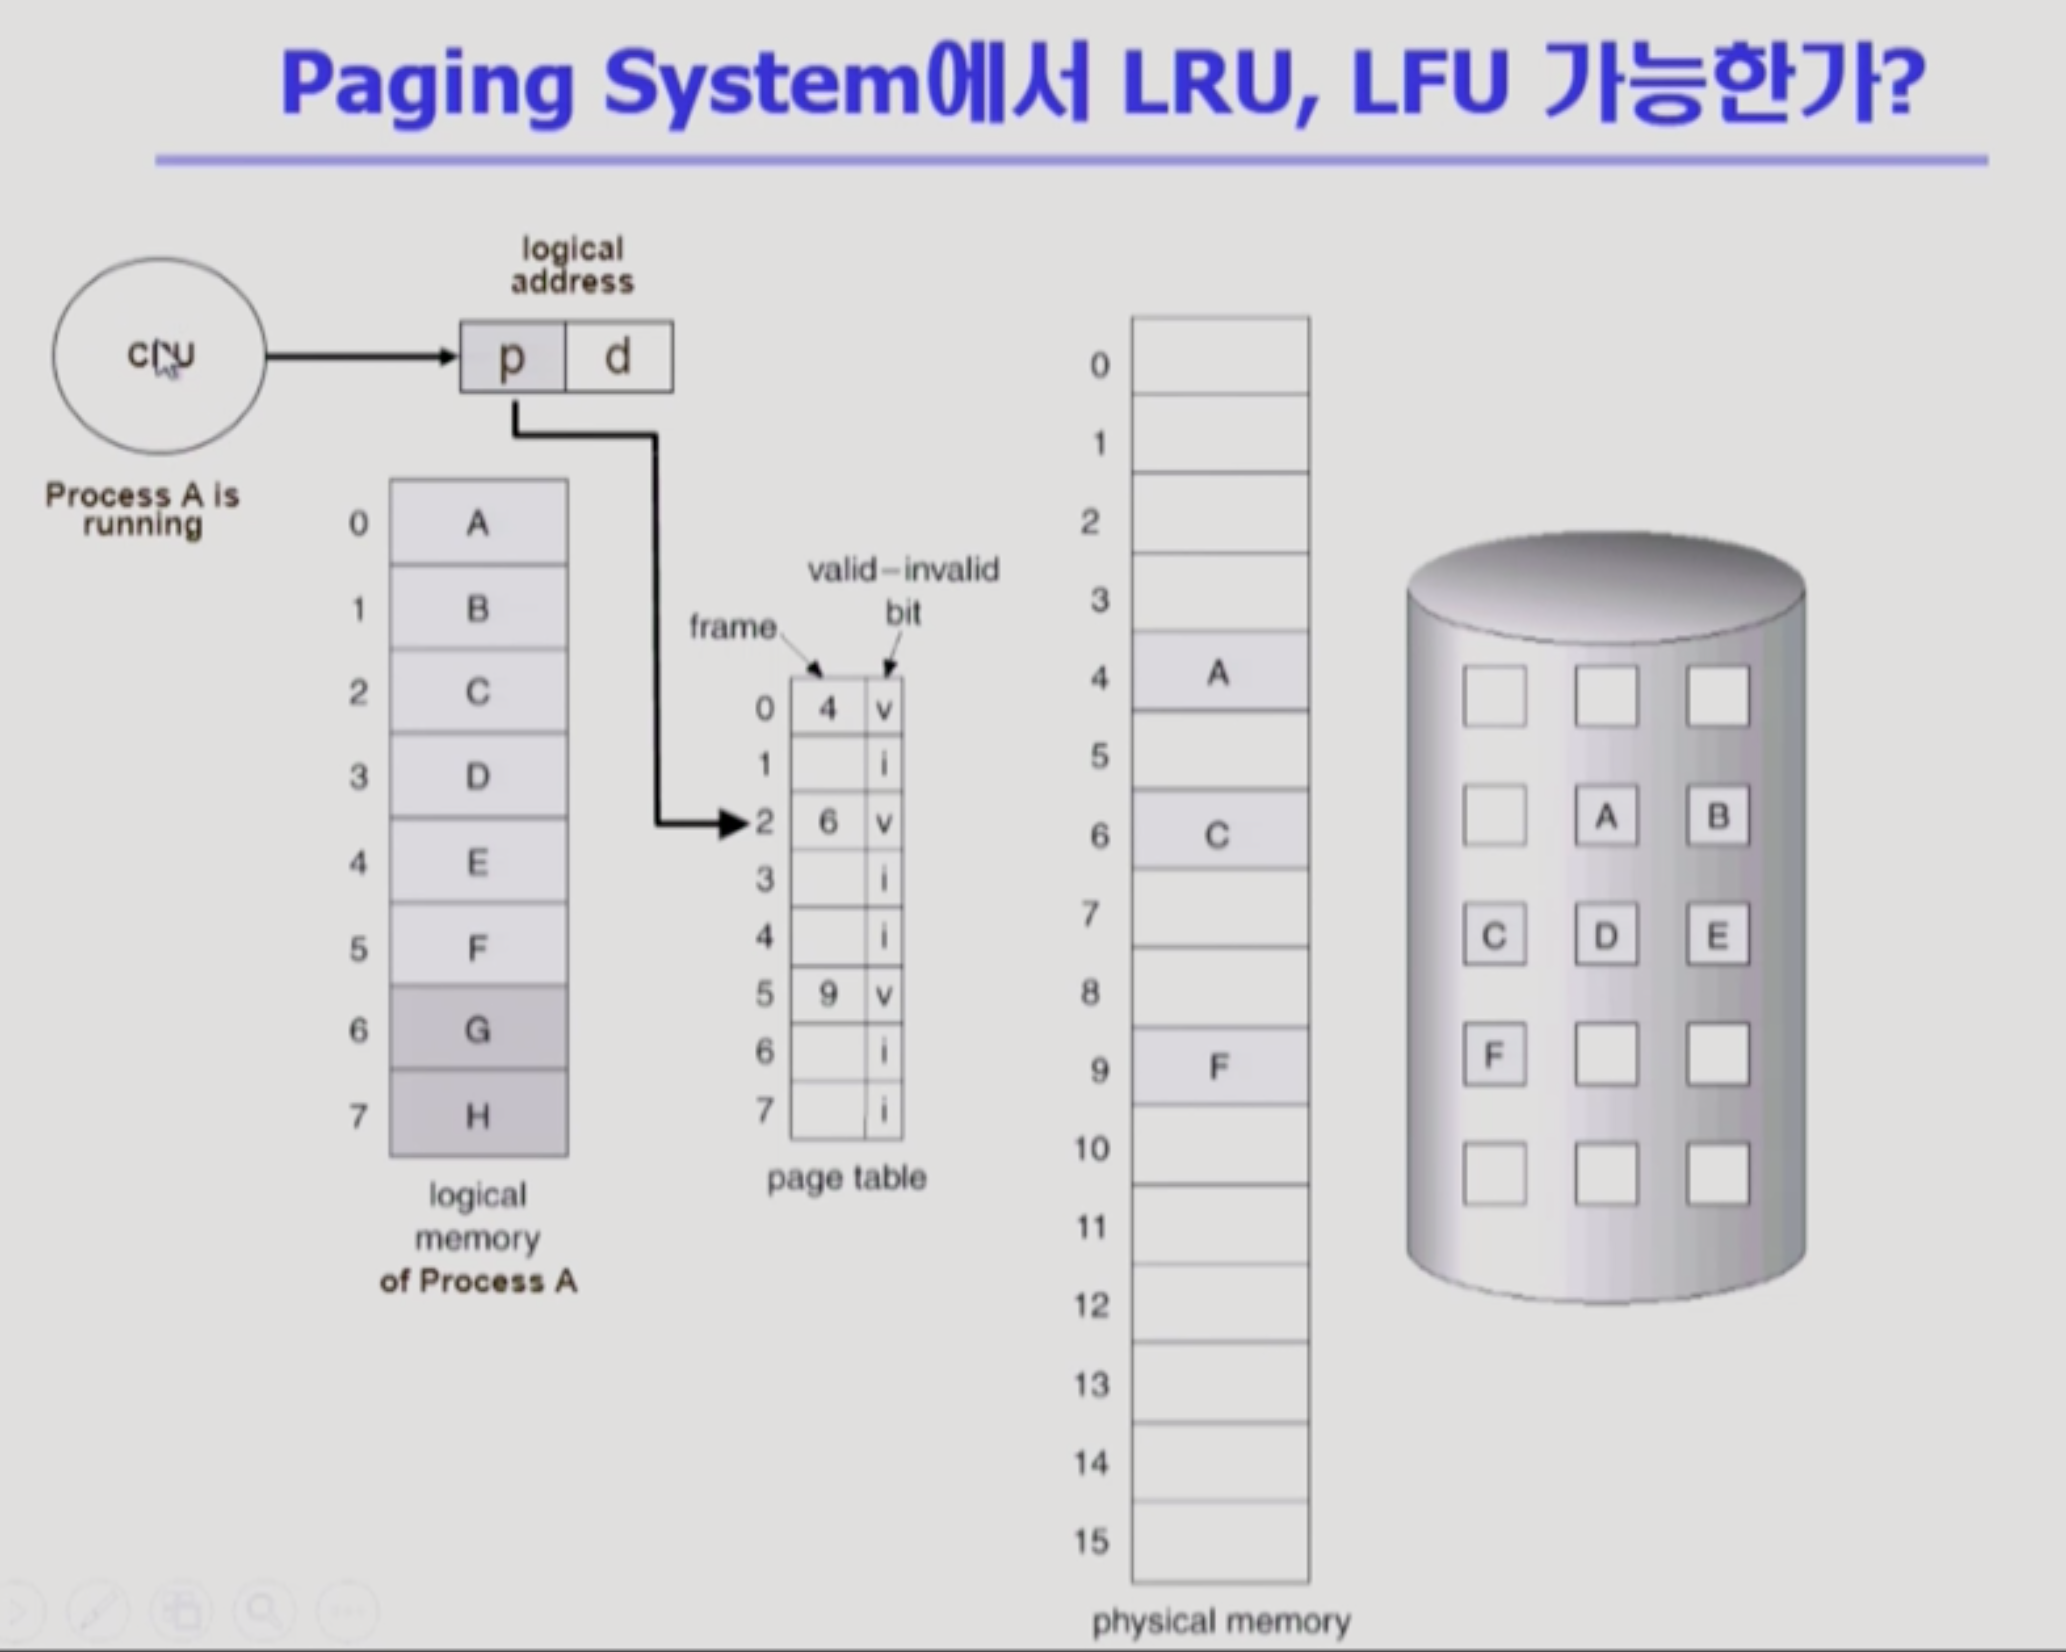 Paging System에서 LRU, LFU 가능한가?
logical
address
CPU
p d
Process A is
running
0 A
1 B
2 C
3 D
4 E
5 F
6 G
7 H
logical
memory
of Process A
valid–invalid
bit
frame
0 4 v
1 i
2 6 v
3 i
4 i
5 9 v
6 i
7 i
page table
0
1
2
3
4 A
5
6 C
7
8
9 F
10
11
12
13
14
15
physical memory
A B
C D E
F